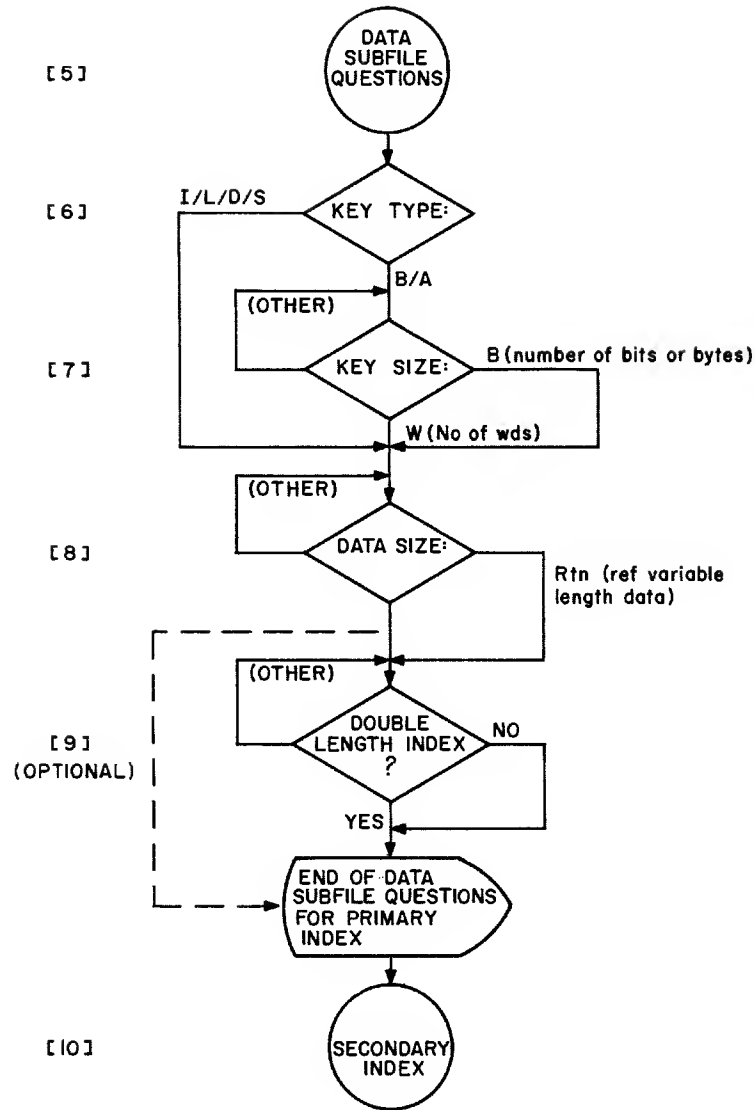 [5]
DATA
SUBFILE
QUESTIONS
[6]
I/L/D/S
KEY TYPE:
B/A
(OTHER)
[7]
KEY SIZE:
B (number of bits or bytes)
W (No of wds)
(OTHER)
[8]
DATA SIZE:
Rtn (ref variable
length data)
(OTHER)
[9]
(OPTIONAL)
DOUBLE
LENGTH INDEX
?
NO
YES
END OF DATA
SUBFILE QUESTIONS
FOR PRIMARY
INDEX
[10]
SECONDARY
INDEX